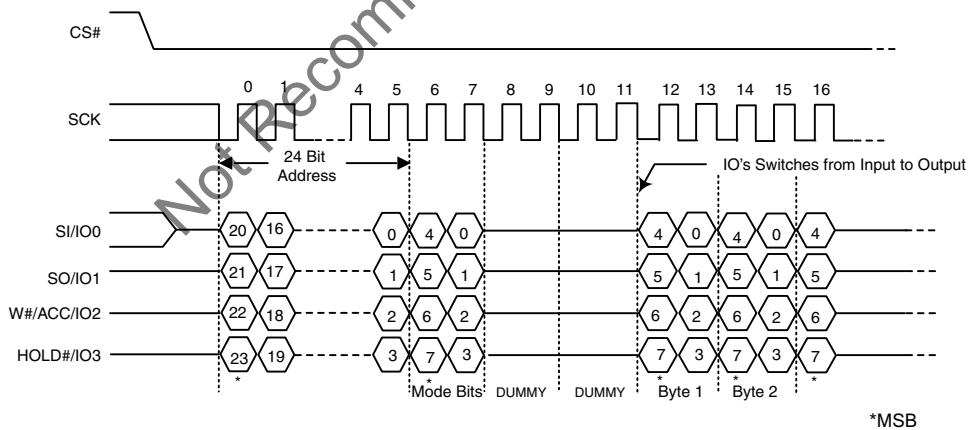 Not Recom
CS#
0 1 4 5 6 7 8 9 10 11 12 13 14 15 16
SCK
24 Bit
Address
IO's Switches from Input to Output
SI/IO0 20 16 0 4 0 4 0 4 0 4
SO/IO1 21 17 1 5 1 5 1 5 1 5
W#/ACC/IO2 22 18 2 6 2 6 2 6 2 6
HOLD#/IO3 23 19 3 7 3 7 3 7 3 7
* * * * *
Mode Bits DUMMY DUMMY Byte 1 Byte 2
*MSB